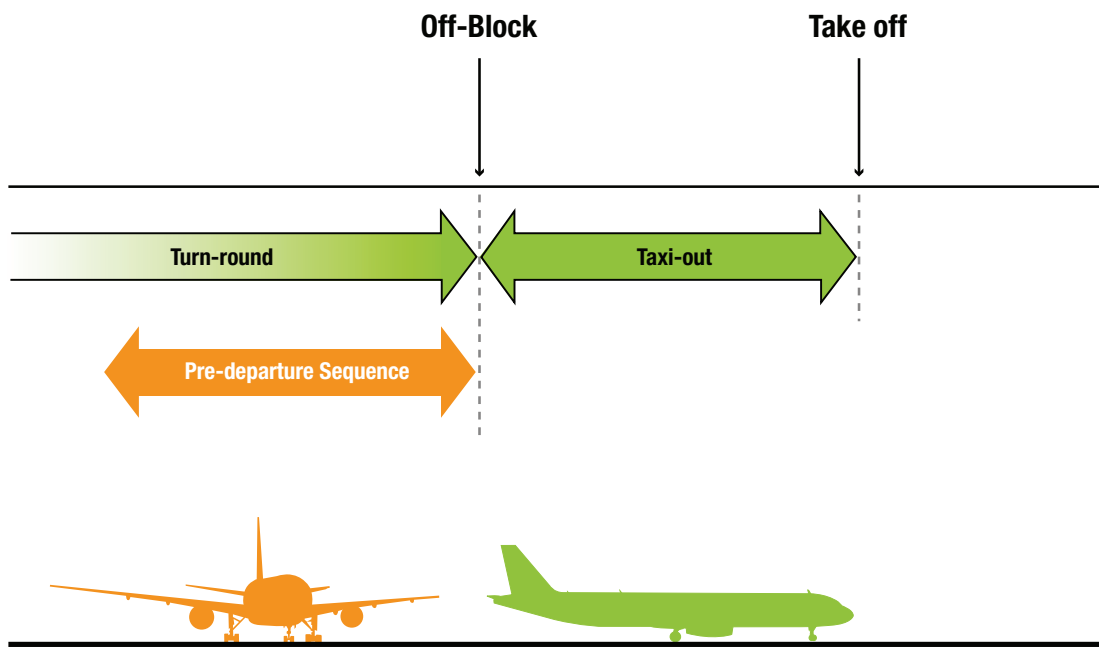 Off-Block
Take off
Turn-round
Taxi-out
Pre-departure Sequence